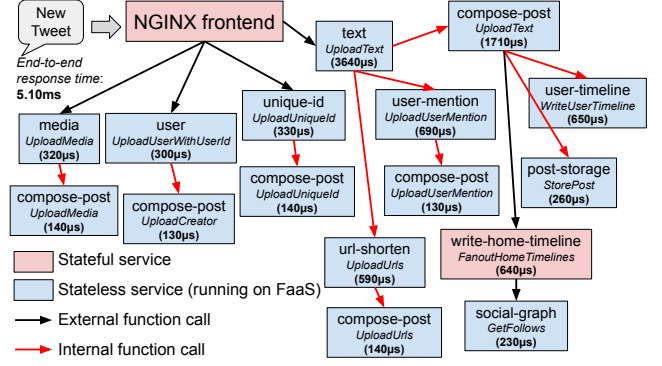 New
Tweet
NGINX frontend
End-to-end
response time:
5.10ms
text
UploadText
(3640μs)
compose-post
UploadText
(1710μs)
media
UploadMedia
(320μs)
user
UploadUserWithUserId
(300μs)
unique-id
UploadUniqueId
(330μs)
user-mention
UploadUserMention
(690μs)
user-timeline
WriteUserTimeline
(650μs)
compose-post
UploadMedia
(140μs)
compose-post
UploadCreator
(130μs)
compose-post
UploadUniqueId
(140μs)
compose-post
UploadUserMention
(130μs)
post-storage
StorePost
(260μs)
url-shorten
UploadUrls
(590μs)
write-home-timeline
FanoutHomeTimelines
(640μs)
compose-post
UploadUrls
(140μs)
social-graph
GetFollows
(230μs)
Stateful service
Stateless service (running on FaaS)
External function call
Internal function call